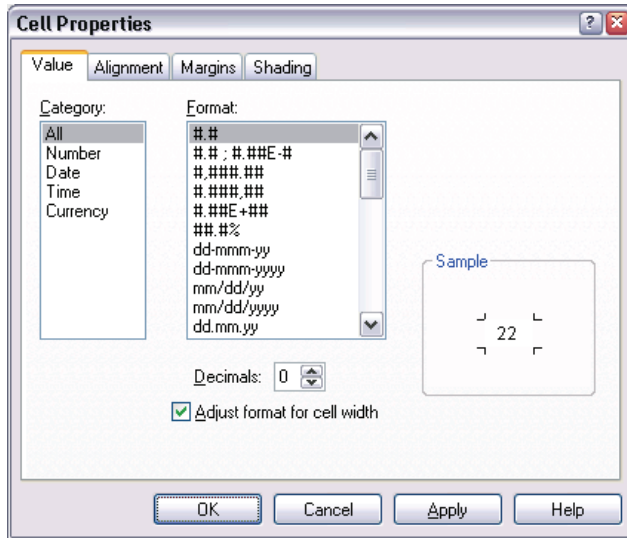 Cell Properties
Value Alignment Margins Shading
Category: Format:
All
Number
Date
Time
Currency
#.#
#.# ; #.##E-#
#,###.##
#.###,##
#.##E+##
##.#%
dd-mmm-yy
dd-mmm-yyyy
mm/dd/yy
mm/dd/yyyy
dd.mm.yy
Sample
22
Decimals: 0
Adjust format for cell width
OK Cancel Apply Help